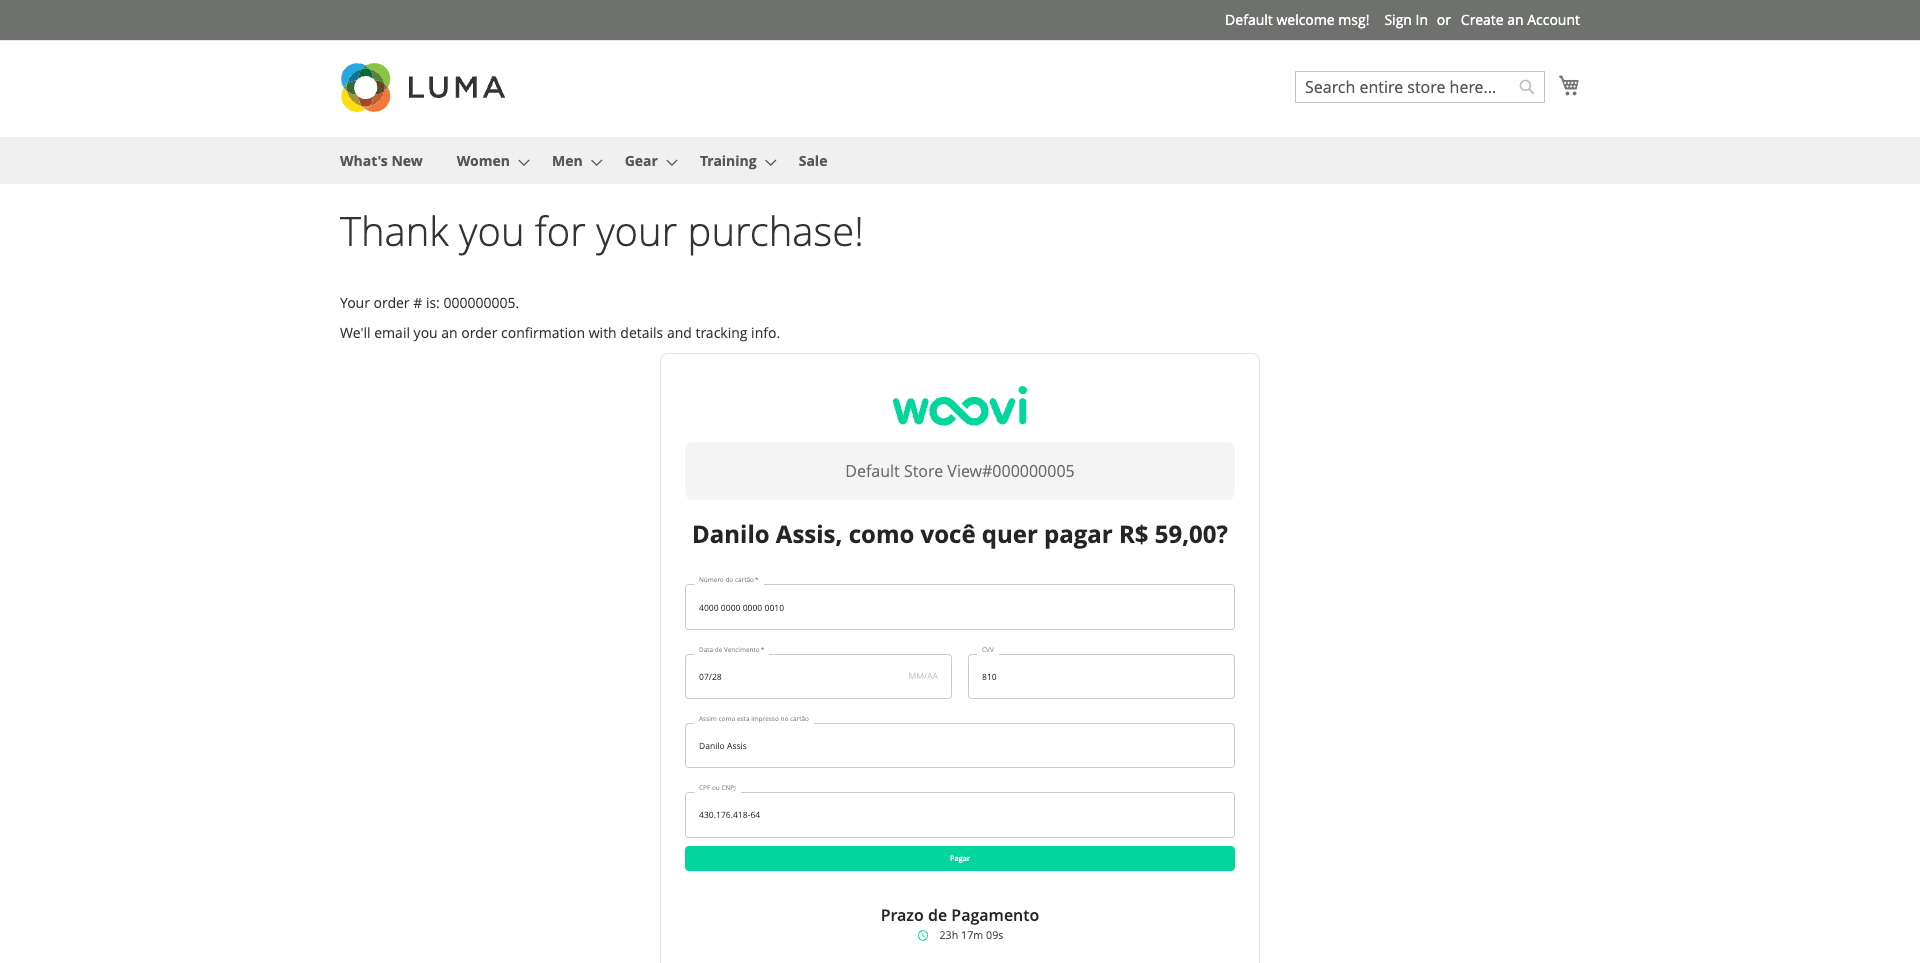 Default welcome msg! Sign In or Create an Account
LUMA
Search entire store here...
What's New Women Men Gear Training Sale
Thank you for your purchase!
Your order # is: 000000005.
We'll email you an order confirmation with details and tracking info.
woovi
Default Store View#000000005
Danilo Assis, como você quer pagar R$ 59,00?
Número do cartão *
4000 0000 0000 0010
Data de Vencimento * CVV
07/28 MM/AA 810
Assim como esta impresso no cartão
Danilo Assis
CPF ou CNPJ
430.176.418-64
Pagar
Prazo de Pagamento
23h 17m 09s